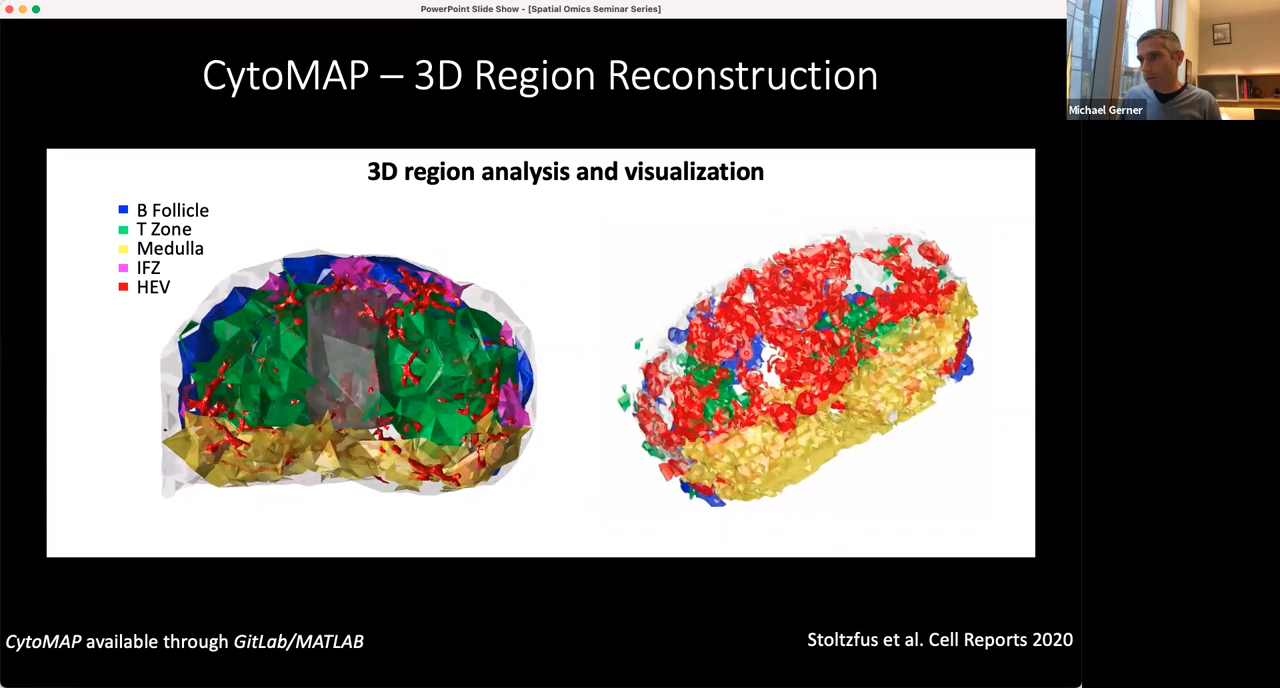 PowerPoint Slide Show - [Spatial Omics Seminar Series]
CytoMAP – 3D Region Reconstruction
Michael Gerner
3D region analysis and visualization
B Follicle
T Zone
Medulla
IFZ
HEV
CytoMAP available through GitLab/MATLAB
Stoltzfus et al. Cell Reports 2020